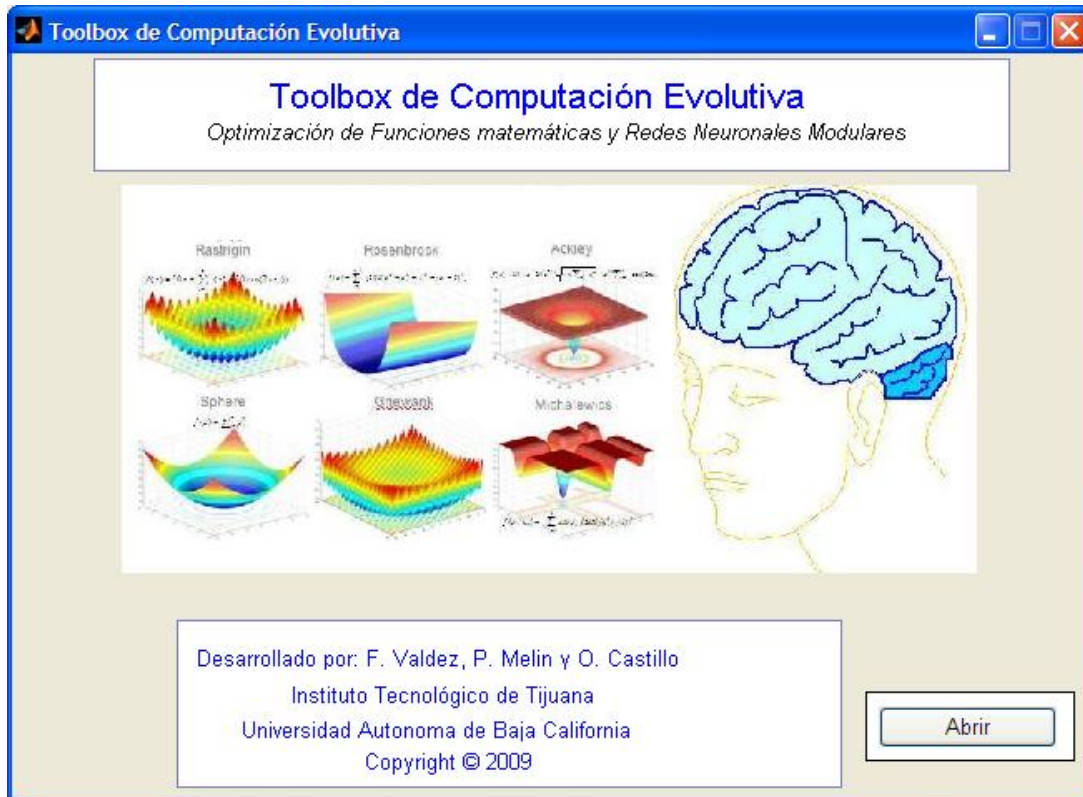 Toolbox de Computación Evolutiva
Toolbox de Computación Evolutiva
Optimización de Funciones matemáticas y Redes Neuronales Modulares
Rastrigin
Rosenbrock
Ackley
Sphere
Griewank
Michalewics
Desarrollado por: F. Valdez, P. Melin y O. Castillo
Instituto Tecnológico de Tijuana
Universidad Autonoma de Baja California
Copyright © 2009
Abrir